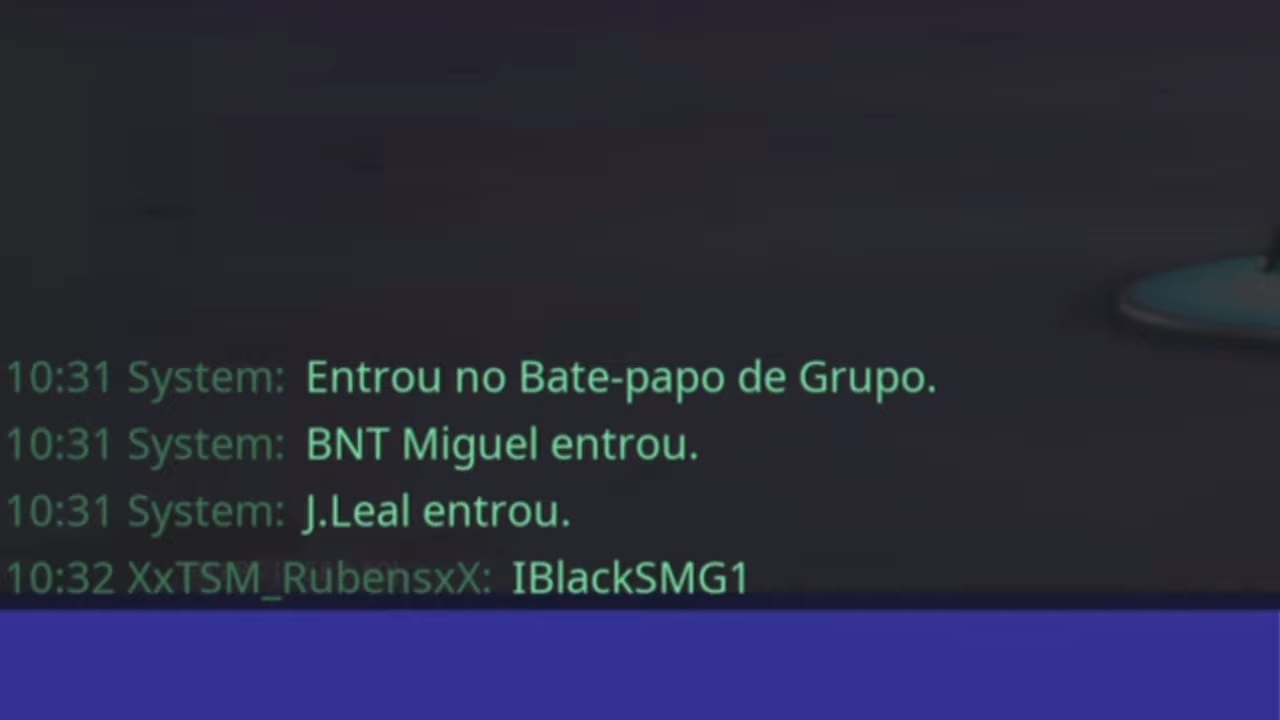 10:31 System: Entrou no Bate-papo de Grupo.
10:31 System: BNT Miguel entrou.
10:31 System: J.Leal entrou.
10:32 XxTSM_RubensxX: IBlackSMG1